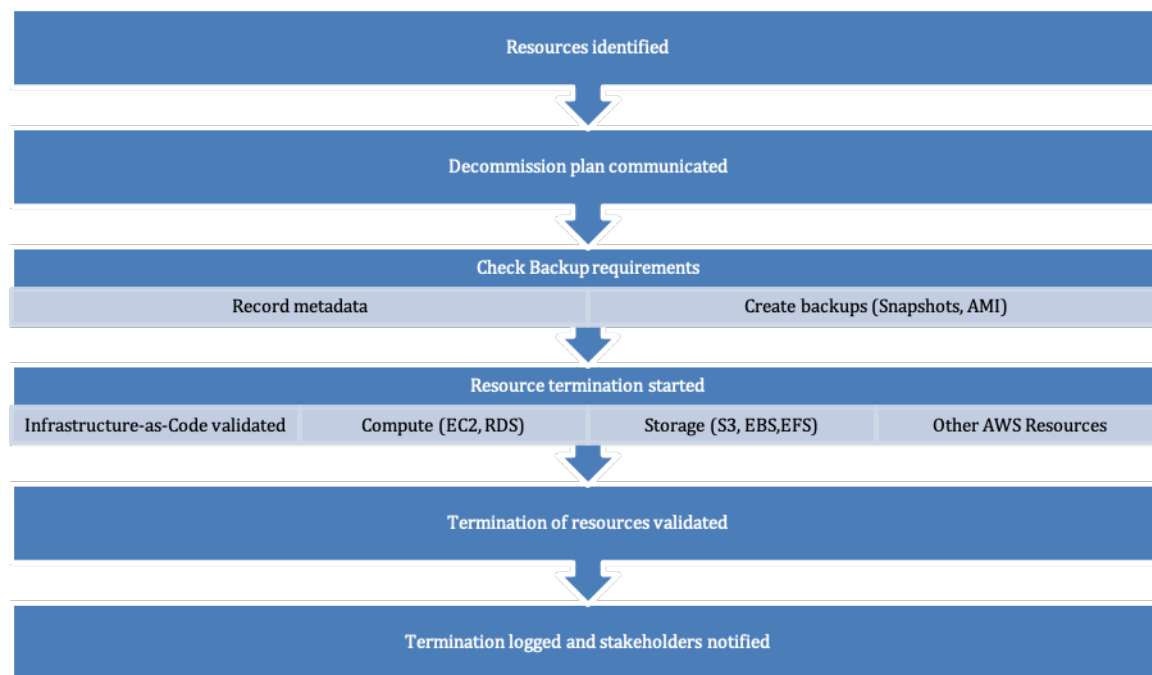 Resources identified
Decommission plan communicated
Check Backup requirements
Record metadata
Create backups (Snapshots, AMI)
Resource termination started
Infrastructure-as-Code validated
Compute (EC2, RDS)
Storage (S3, EBS,EFS)
Other AWS Resources
Termination of resources validated
Termination logged and stakeholders notified